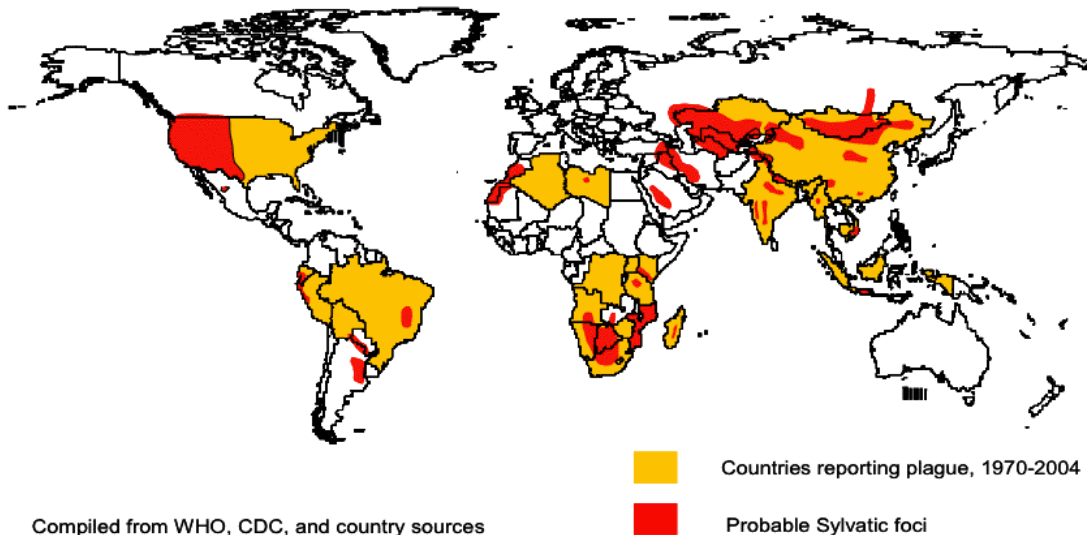 Countries reporting plague, 1970-2004
Compiled from WHO, CDC, and country sources
Probable Sylvatic foci